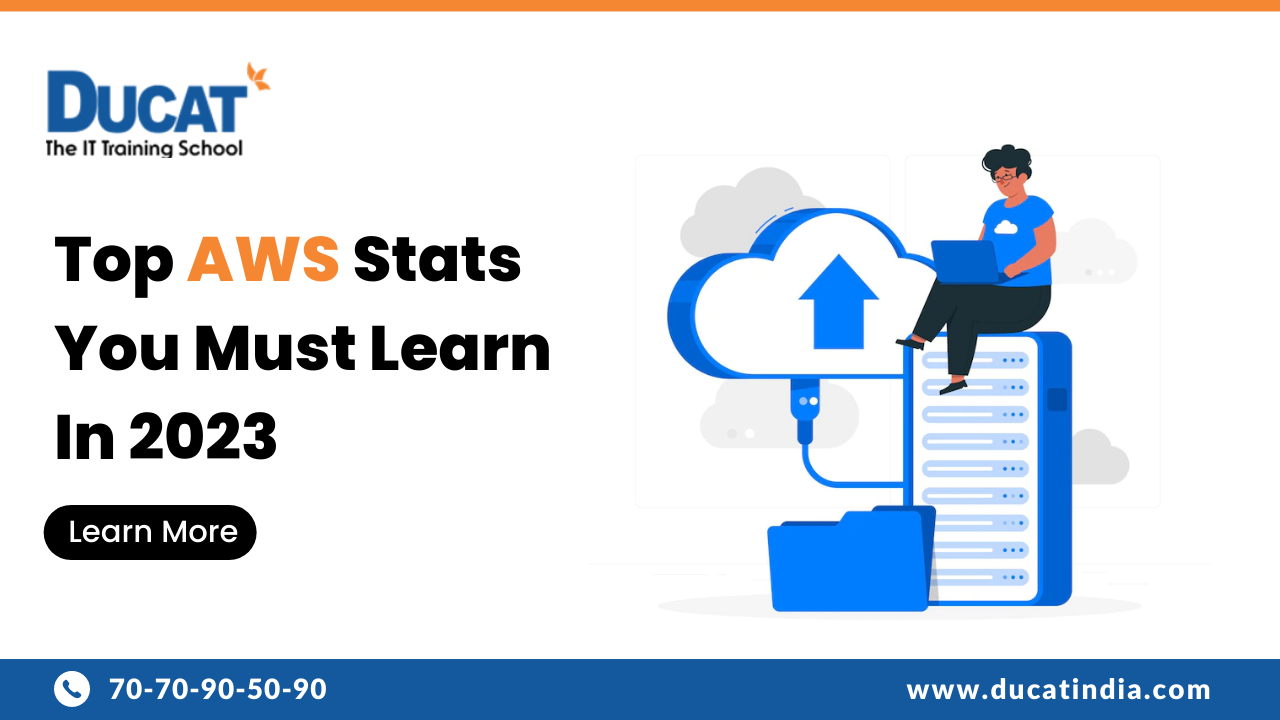 DUCAT
The IT Training School
Top AWS Stats
You Must Learn
In 2023
Learn More
70-70-90-50-90
www.ducatindia.com